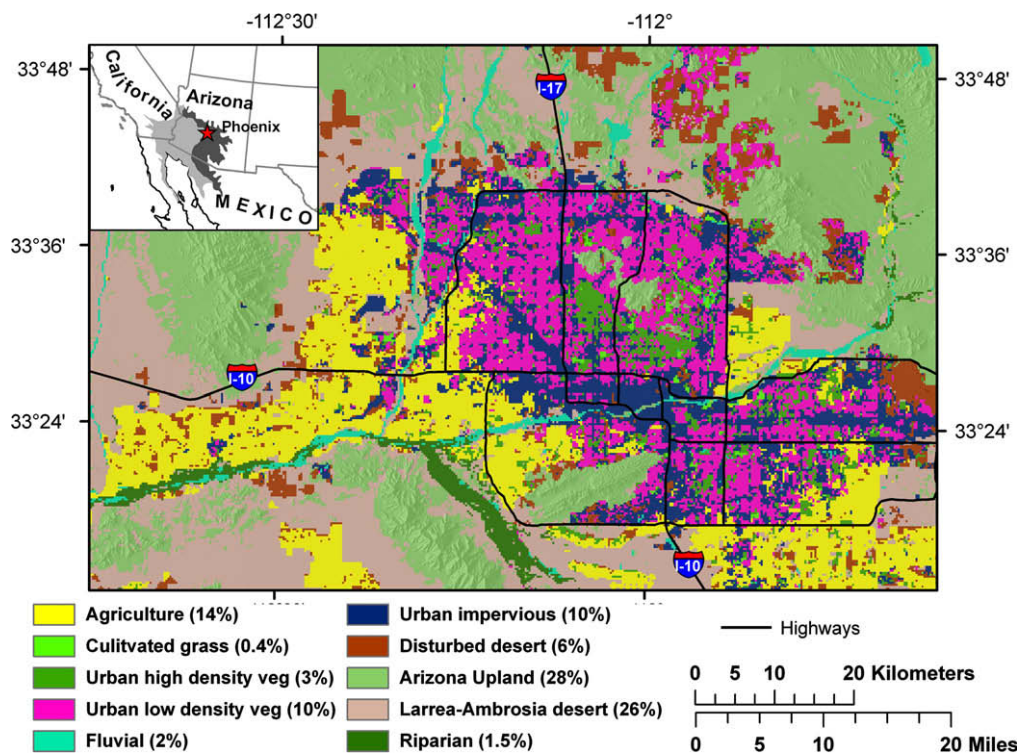 -112°30'
-112°
33°48'
33°48'
California
Arizona
Phoenix
MEXICO
I-17
33°36'
33°36'
I-10
33°24'
33°24'
I-10
Agriculture (14%)
Culitvated grass (0.4%)
Urban high density veg (3%)
Urban low density veg (10%)
Fluvial (2%)
Urban impervious (10%)
Disturbed desert (6%)
Arizona Upland (28%)
Larrea-Ambrosia desert (26%)
Riparian (1.5%)
Highways
0 5 10 20 Kilometers
0 5 10 20 Miles